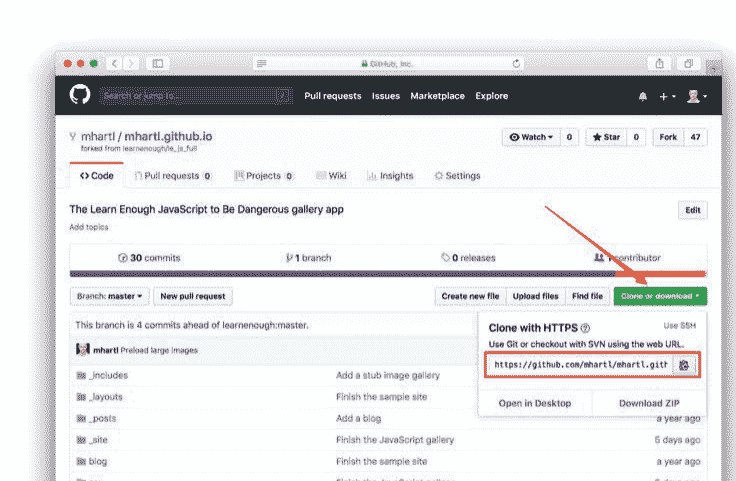 GitHub, Inc.
Search or jump to...
/
Pull requests Issues Marketplace Explore
mhartl / mhartl.github.io
forked from learnenough/le_js_full
Watch 0 Star 0 Fork 47
Code Pull requests 0 Projects 0 Wiki Insights Settings
The Learn Enough JavaScript to Be Dangerous gallery app
Edit
Add topics
30 commits 1 branch 0 releases 1 contributor
Branch: master New pull request Create new file Upload files Find file Clone or download
This branch is 4 commits ahead of learnenough:master.
Clone with HTTPS Use SSH
Use Git or checkout with SVN using the web URL.
https://github.com/mhartl/mhartl.gith
Open in Desktop Download ZIP
mhartl Preload large images
_includes Add a stub image gallery
_layouts Finish the sample site
_posts Add a blog a year ago
_site Finish the JavaScript gallery 5 days ago
blog Finish the sample site a year ago